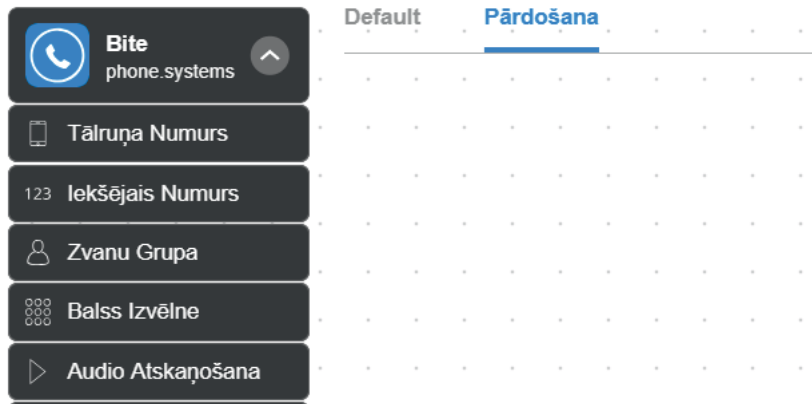 Default Pārdošana
Bite
phone.systems
Tālruņa Numurs
123 Iekšējais Numurs
Zvanu Grupa
Balss Izvēlne
Audio Atskaņošana